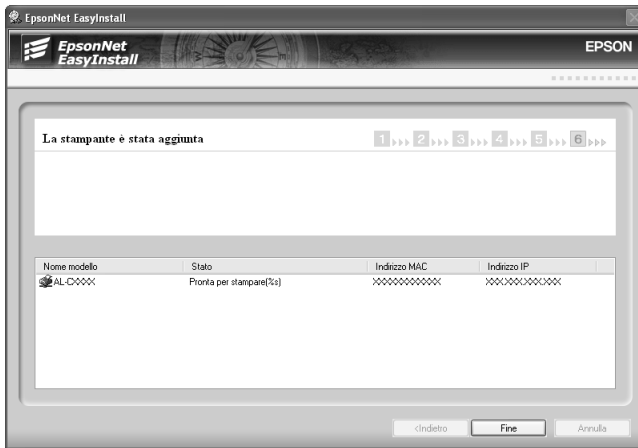 EpsonNet EasyInstall
EpsonNet
EasyInstall
EPSON
La stampante è stata aggiunta
1 2 3 4 5 6
Nome modello Stato Indirizzo MAC Indirizzo IP
AL-CXXXX Pronta per stampare(%s) XXXXXXXXXXXX XXX.XXX.XXX.XXX
<Indietro Fine Annulla